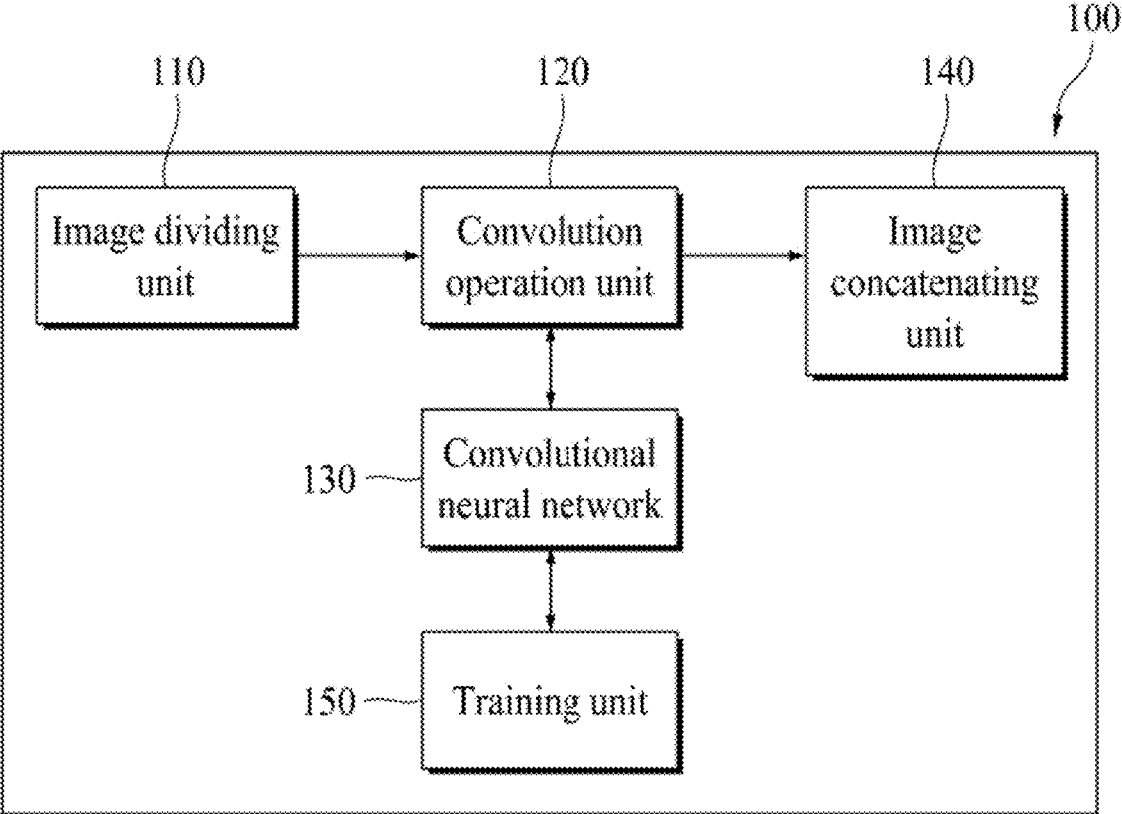 100
110
120
140
Image dividing
unit
Convolution
operation unit
Image
concatenating
unit
130
Convolutional
neural network
150
Training unit